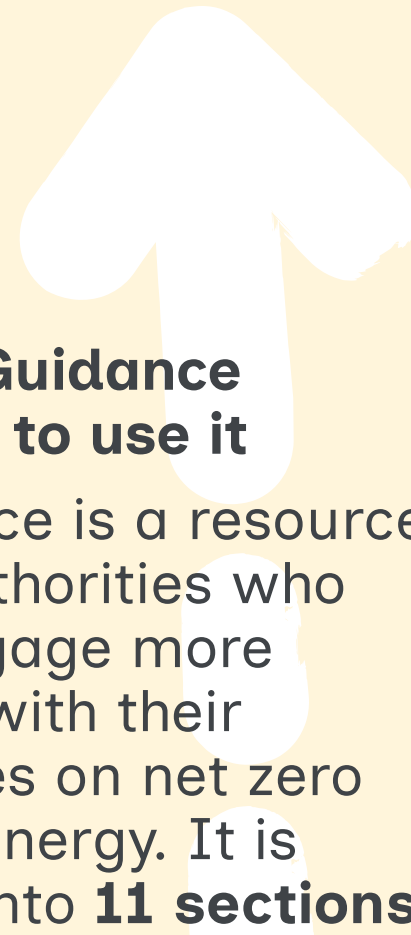 Guidance
to use it
ce is a resource
thorities who
gage more
with their
es on net zero
nergy. It is
nto 11 sections